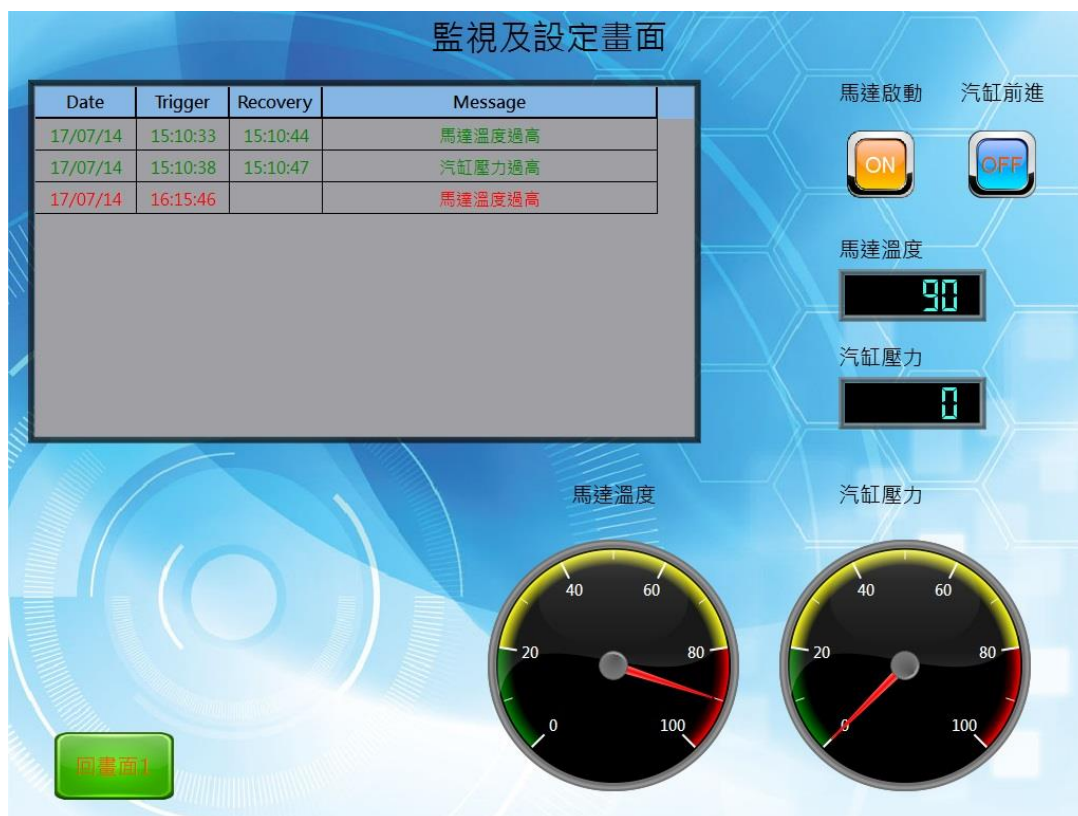 監視及設定畫面
Date Trigger Recovery Message
17/07/14 15:10:33 15:10:44 馬達溫度過高
17/07/14 15:10:38 15:10:47 汽缸壓力過高
17/07/14 16:15:46 馬達溫度過高
馬達啟動 汽缸前進
ON OFF
馬達溫度
90
汽缸壓力
0
馬達溫度 汽缸壓力
40 60 40 60
20 80 20 80
0 100 0 100
回畫面1